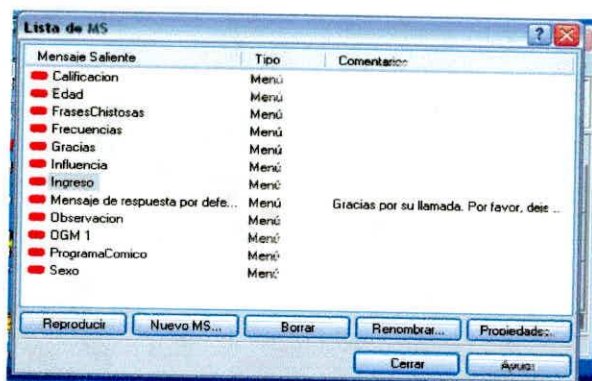 Lista de MS
Mensaje Saliente Tipo Comentarios
Calificacion Menú
Edad Menú
FrasesChistosas Menú
Frecuencias Menú
Gracias Menú
Influencia Menú
Ingreso Menú
Mensaje de respuesta por defe... Menú Gracias por su llamada. Por favor, deje ...
Observacion Menú
OGM 1 Menú
ProgramaComico Menú
Sexo Menú
Reproducir Nuevo MS... Borrar Renombrar... Propiedades...
Cerrar Ayuda